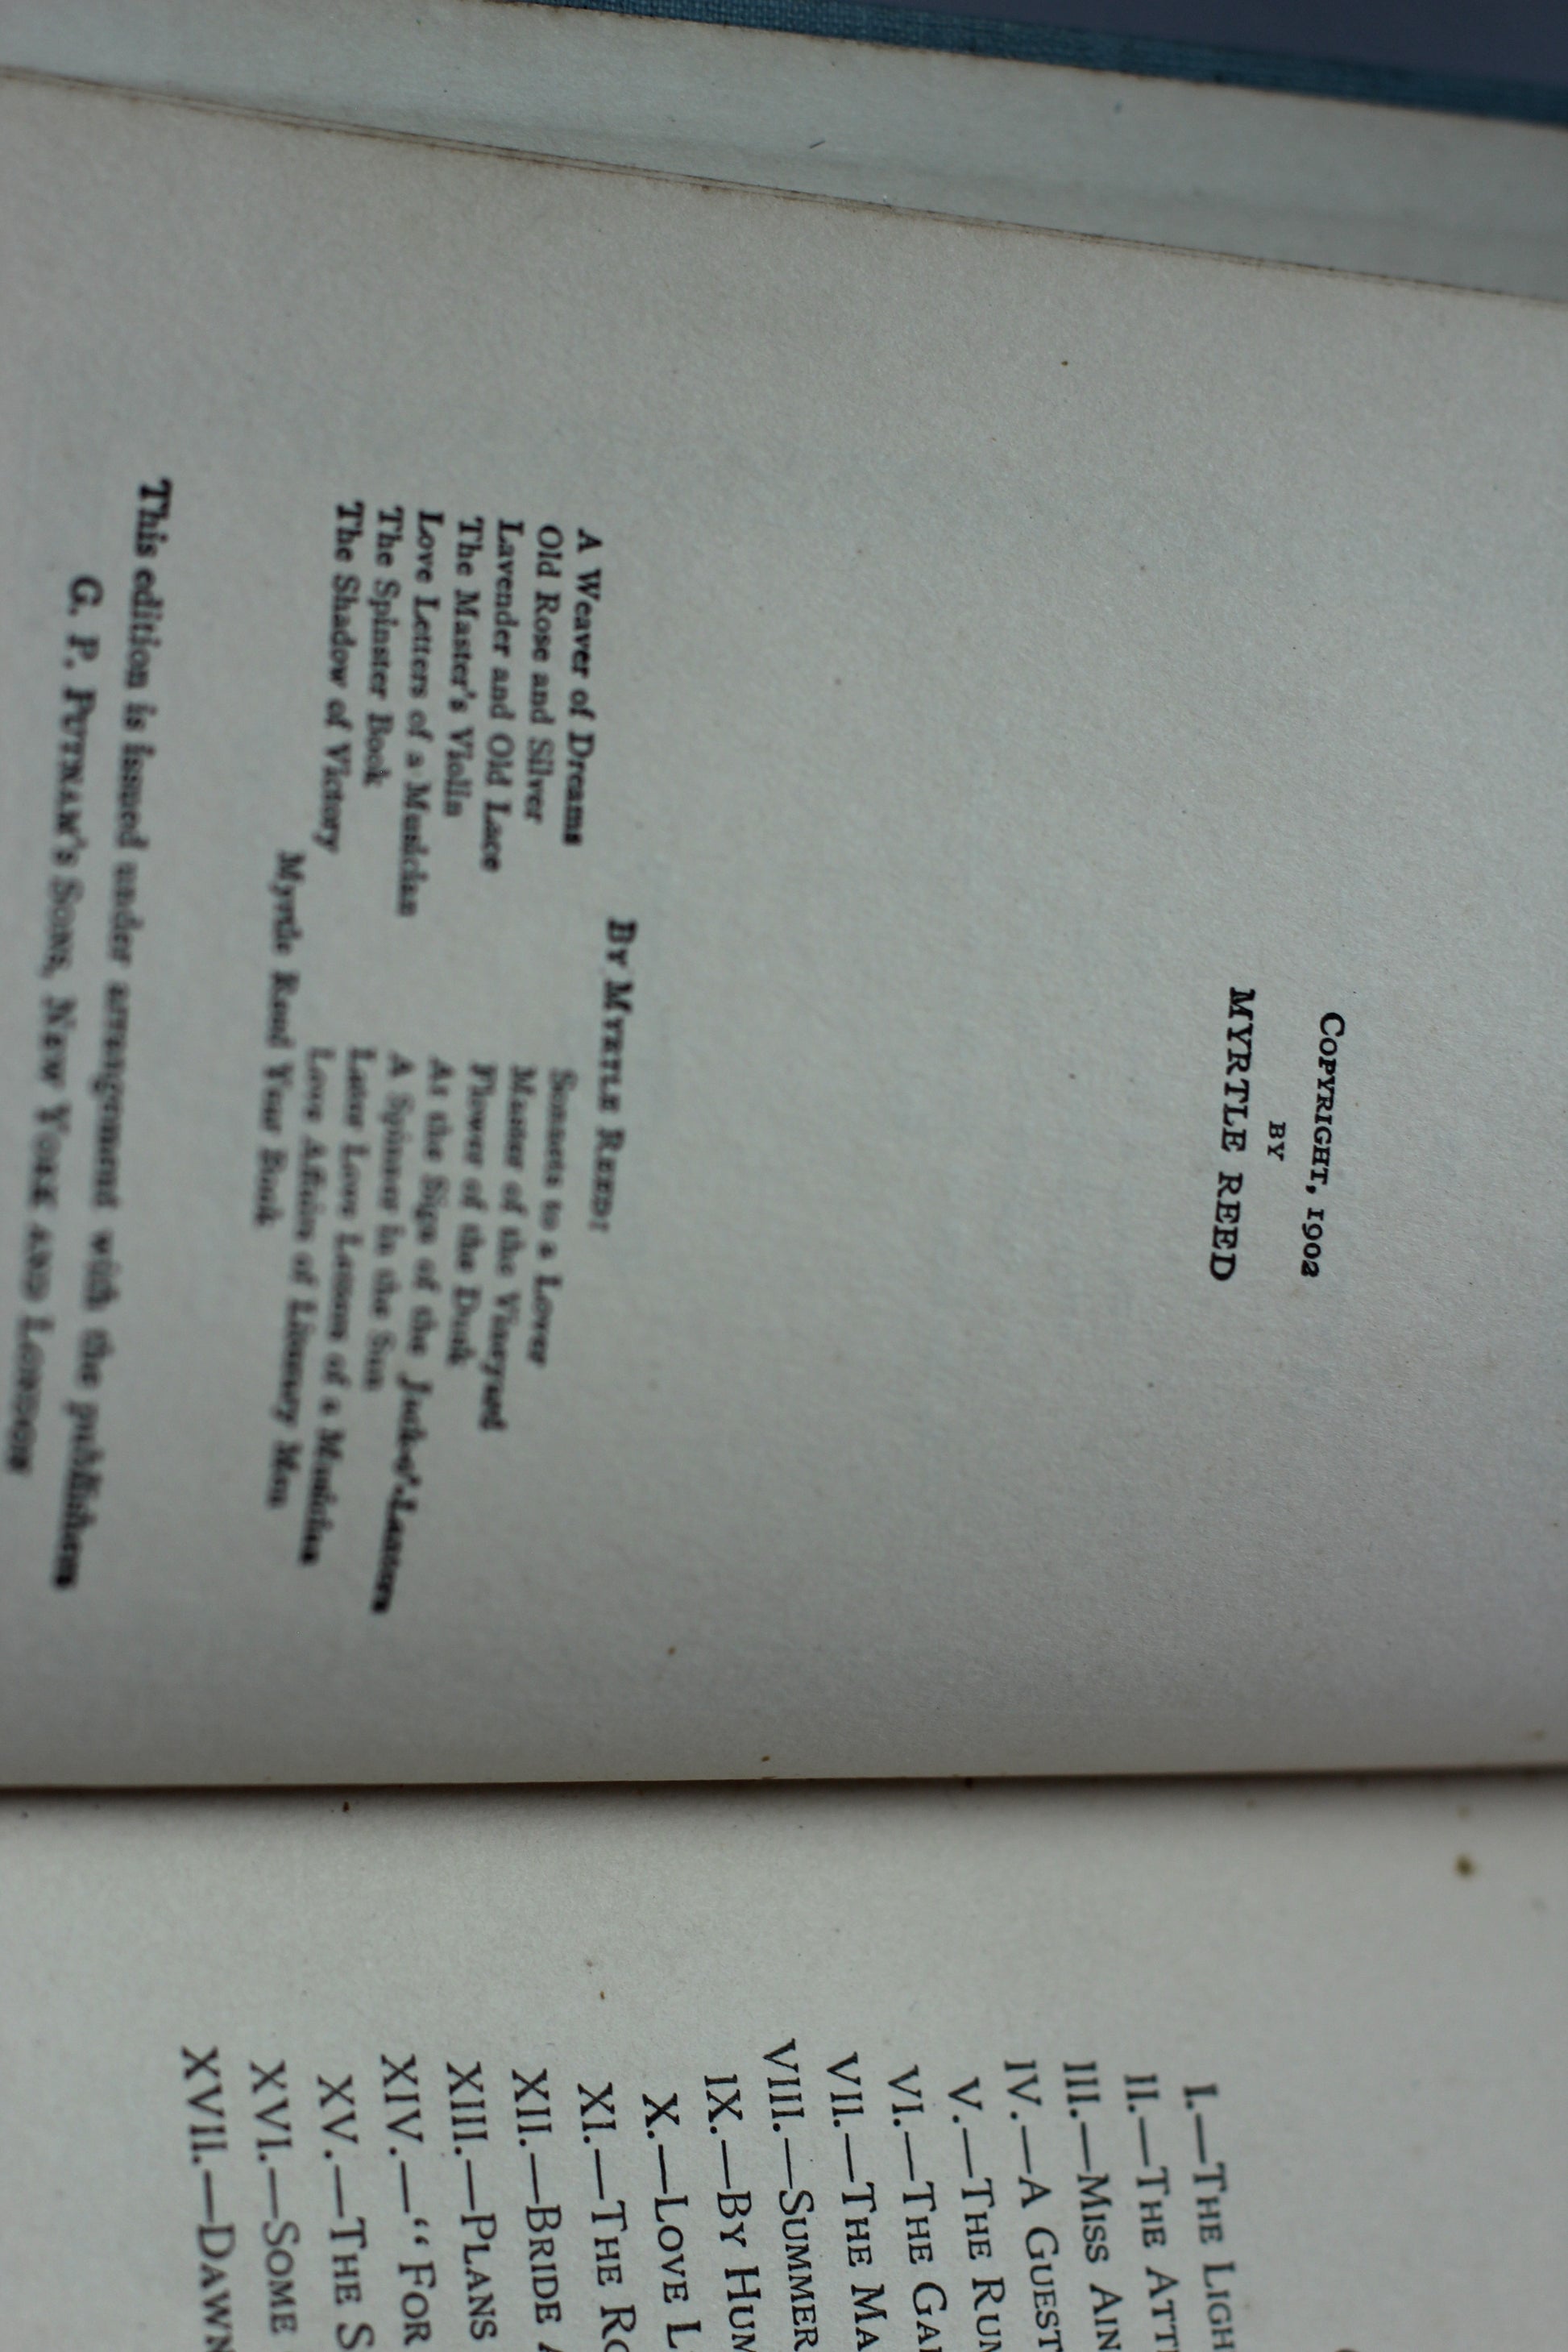 COPYRIGHT, 1902
BY
MYRTLE REED
BY MYRTLE REED:
A Weaver of Dreams
Old Rose and Silver
Lavender and Old Lace
The Master's Violin
Love Letters of a Musician
The Spinster Book
The Shadow of Victory
Sonnets to a Lover
Master of the Vineyard
Flower of the Dusk
At the Sign of the Jack-o'-Lantern
A Spinner in the Sun
Later Love Letters of a Musician
Love Affairs of Literary Men
Myrtle Reed Year Book
This edition is issued under arrangement with the publishers
G. P. PUTNAM'S SONS, NEW YORK AND LONDON
I.—THE LIGH
II.—THE ATT
III.—MISS AIN
IV.—A GUEST
V.—THE RUM
VI.—THE GAR
VII.—THE MA
VIII.—SUMMER
IX.—BY HUM
X.—LOVE L
XI.—THE RO
XII.—BRIDE
XIII.—PLANS
XIV.—"FOR
XV.—THE S
XVI.—SOME
XVII.—DAWN